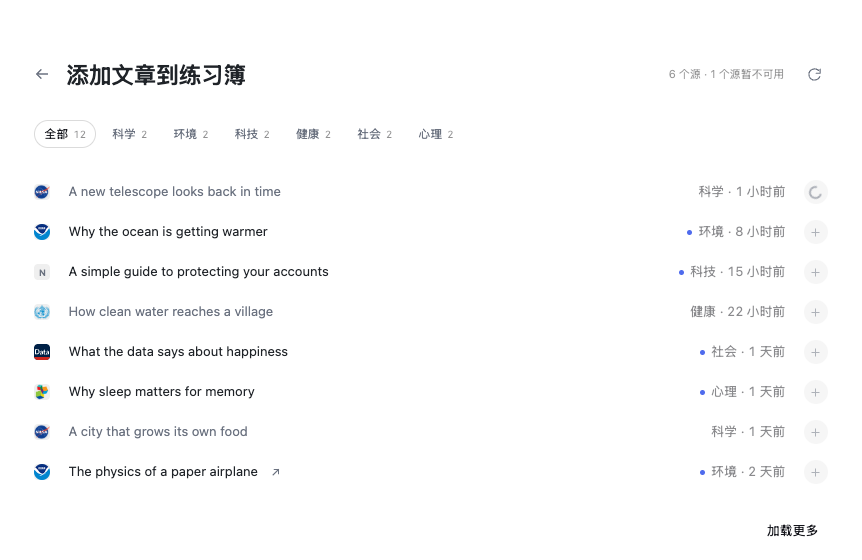 ← 添加文章到练习簿 6 个源 · 1 个源暂不可用
全部 12 科学 2 环境 2 科技 2 健康 2 社会 2 心理 2
A new telescope looks back in time 科学 · 1 小时前
Why the ocean is getting warmer 环境 · 8 小时前
N A simple guide to protecting your accounts 科技 · 15 小时前
How clean water reaches a village 健康 · 22 小时前
Data What the data says about happiness 社会 · 1 天前
Why sleep matters for memory 心理 · 1 天前
A city that grows its own food 科学 · 1 天前
The physics of a paper airplane ↗ 环境 · 2 天前
加载更多